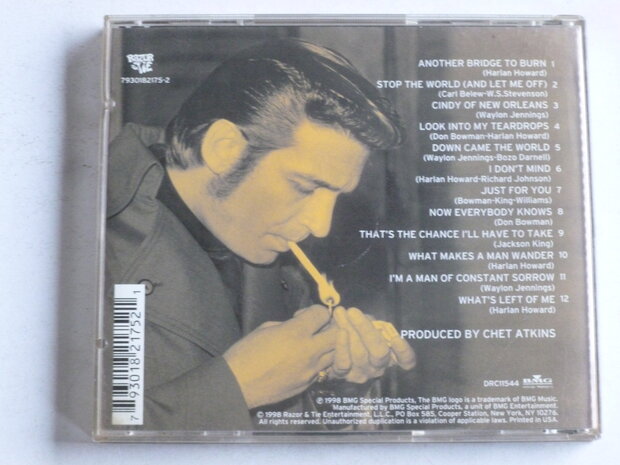 RAZOR & TIE
7930182175-2
ANOTHER BRIDGE TO BURN 1
(Harlan Howard)
STOP THE WORLD (AND LET ME OFF) 2
(Carl Belew-W.S.Stevenson)
CINDY OF NEW ORLEANS 3
(Waylon Jennings)
LOOK INTO MY TEARDROPS 4
(Don Bowman-Harlan Howard)
DOWN CAME THE WORLD 5
(Waylon Jennings-Bozo Darnell)
I DON'T MIND 6
(Harlan Howard-Richard Johnson)
JUST FOR YOU 7
(Bowman-King-Williams)
NOW EVERYBODY KNOWS 8
(Don Bowman)
THAT'S THE CHANCE I'LL HAVE TO TAKE 9
(Jackson King)
WHAT MAKES A MAN WANDER 10
(Harlan Howard)
I'M A MAN OF CONSTANT SORROW 11
(Waylon Jennings)
WHAT'S LEFT OF ME 12
(Harlan Howard)
PRODUCED BY CHET ATKINS
7 93018 21752 1
DRC11544
BMG
℗ 1998 BMG Special Products, The BMG logo is a trademark of BMG Music.
Manufactured by BMG Special Products, a unit of BMG Entertainment.
© 1998 Razor & Tie Entertainment, L.L.C., PO Box 585, Cooper Station, New York, NY 10276.
All rights reserved. Unauthorized duplication is a violation of applicable laws. Printed in USA.